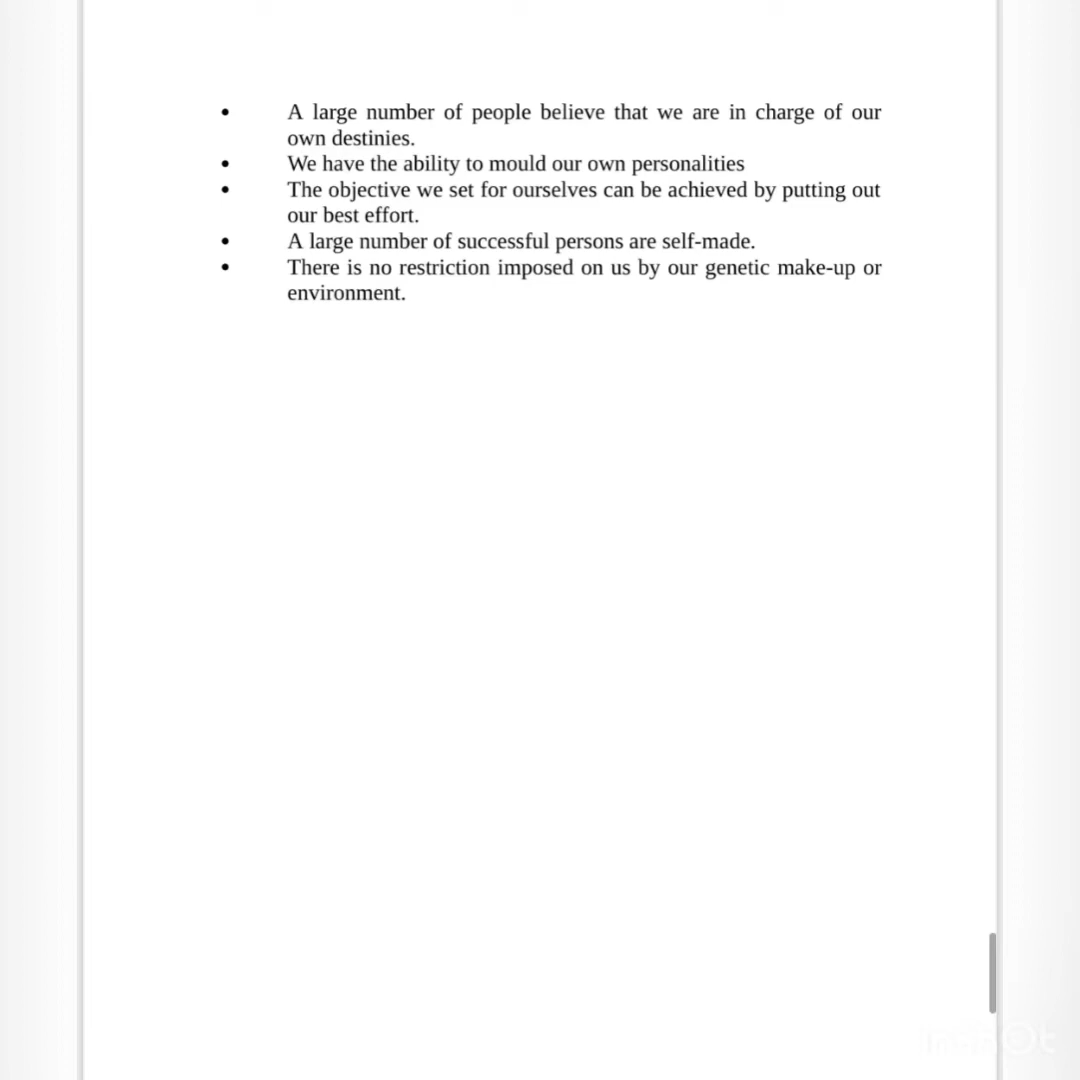 • A large number of people believe that we are in charge of our
own destinies.
• We have the ability to mould our own personalities
• The objective we set for ourselves can be achieved by putting out
our best effort.
• A large number of successful persons are self-made.
• There is no restriction imposed on us by our genetic make-up or
environment.